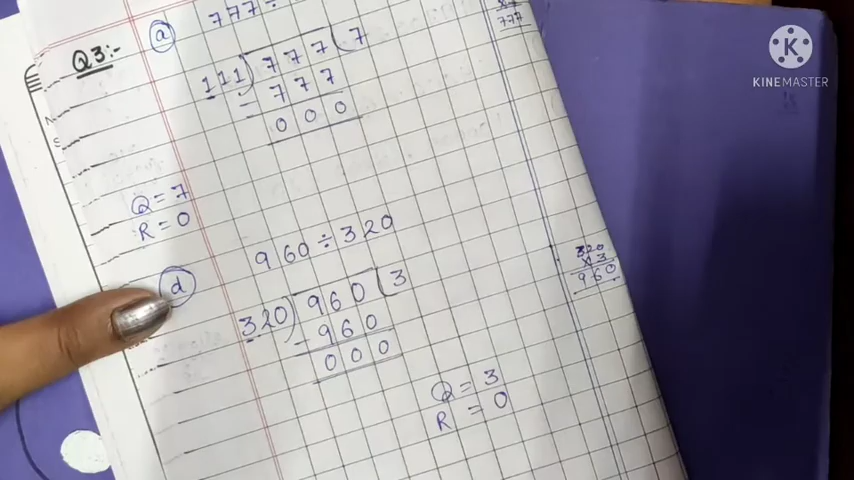 777 ÷
777
Q3:-
a
111) 777 (7
= 777
000
Q = 7
R = 0
960 ÷ 320
d
320) 960 (3
- 960
000
Q = 3
R = 0
320
x 3
960
K
KINEMASTER